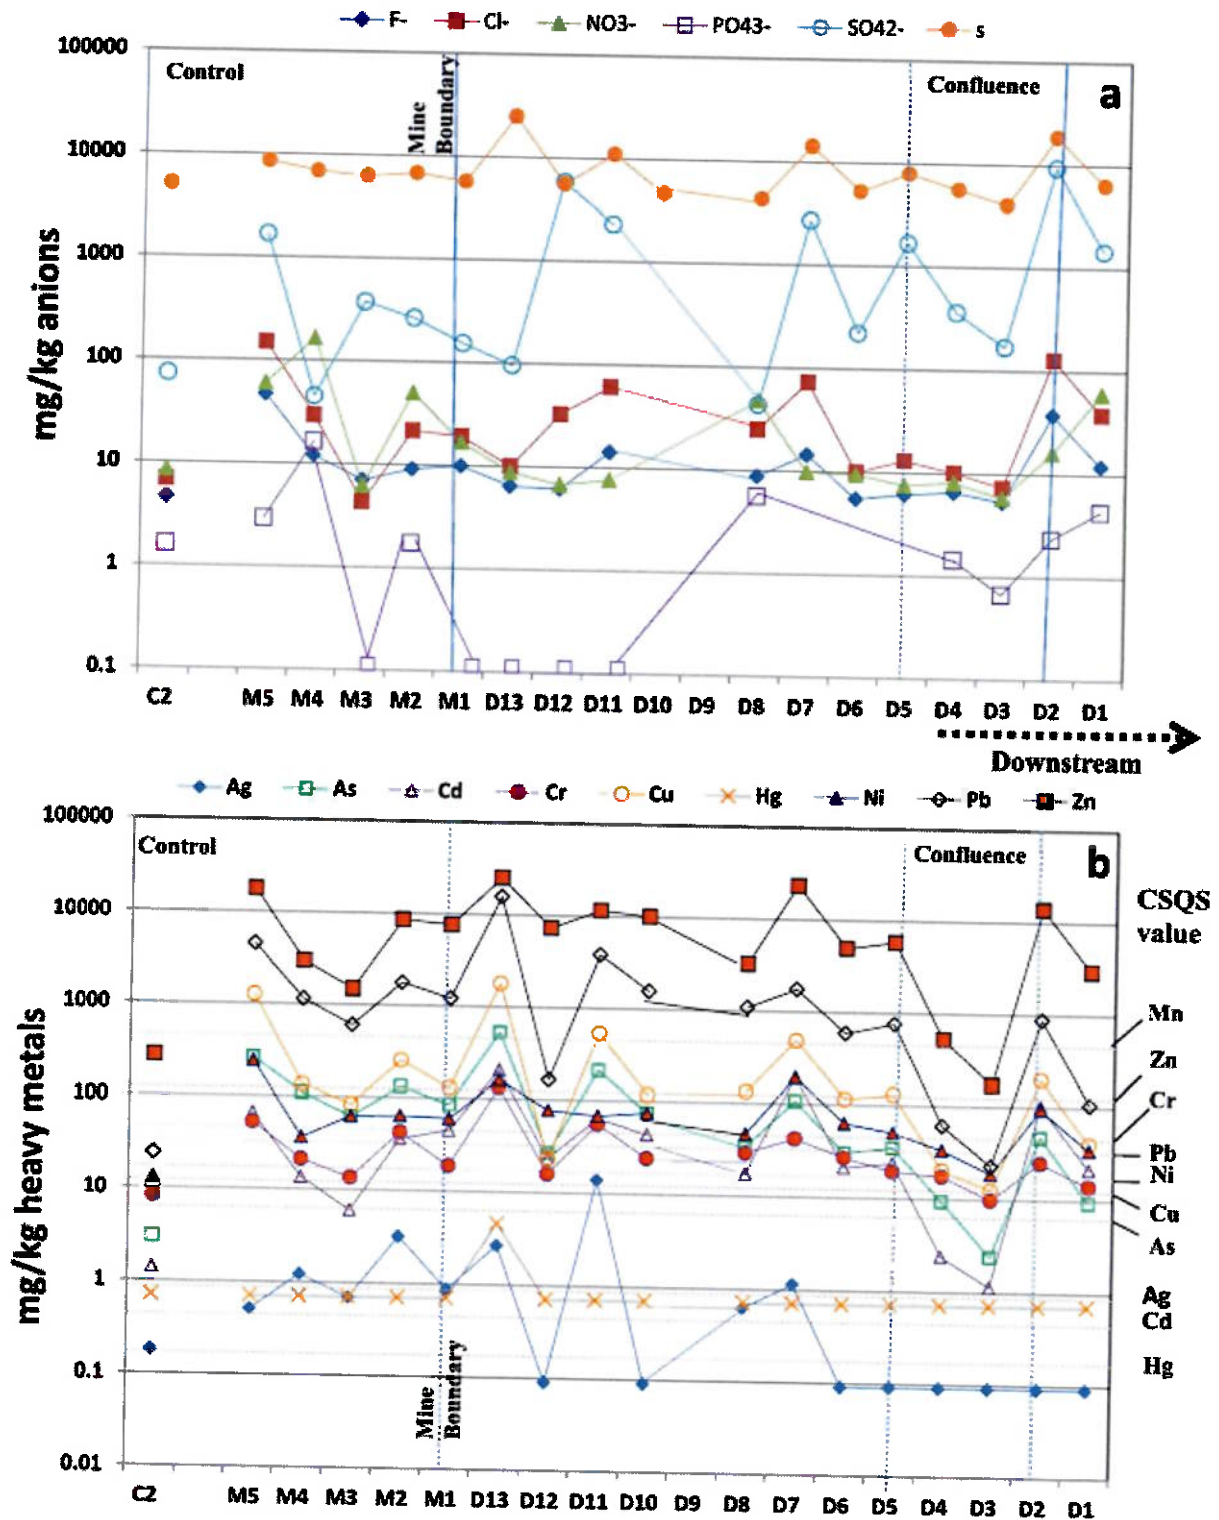 F- Cl- NO3- PO43- SO42- s
100000
10000
1000
100
10
1
0.1
mg/kg anions
Control
Mine
Boundary
Confluence
a
C2 M5 M4 M3 M2 M1 D13 D12 D11 D10 D9 D8 D7 D6 D5 D4 D3 D2 D1
Downstream
Ag As Cd Cr Cu Hg Ni Pb Zn
100000
10000
1000
100
10
1
0.1
0.01
mg/kg heavy metals
Control
Mine
Boundary
Confluence
b
CSQS
value
Mn
Zn
Cr
Pb
Ni
Cu
As
Ag
Cd
Hg
C2 M5 M4 M3 M2 M1 D13 D12 D11 D10 D9 D8 D7 D6 D5 D4 D3 D2 D1